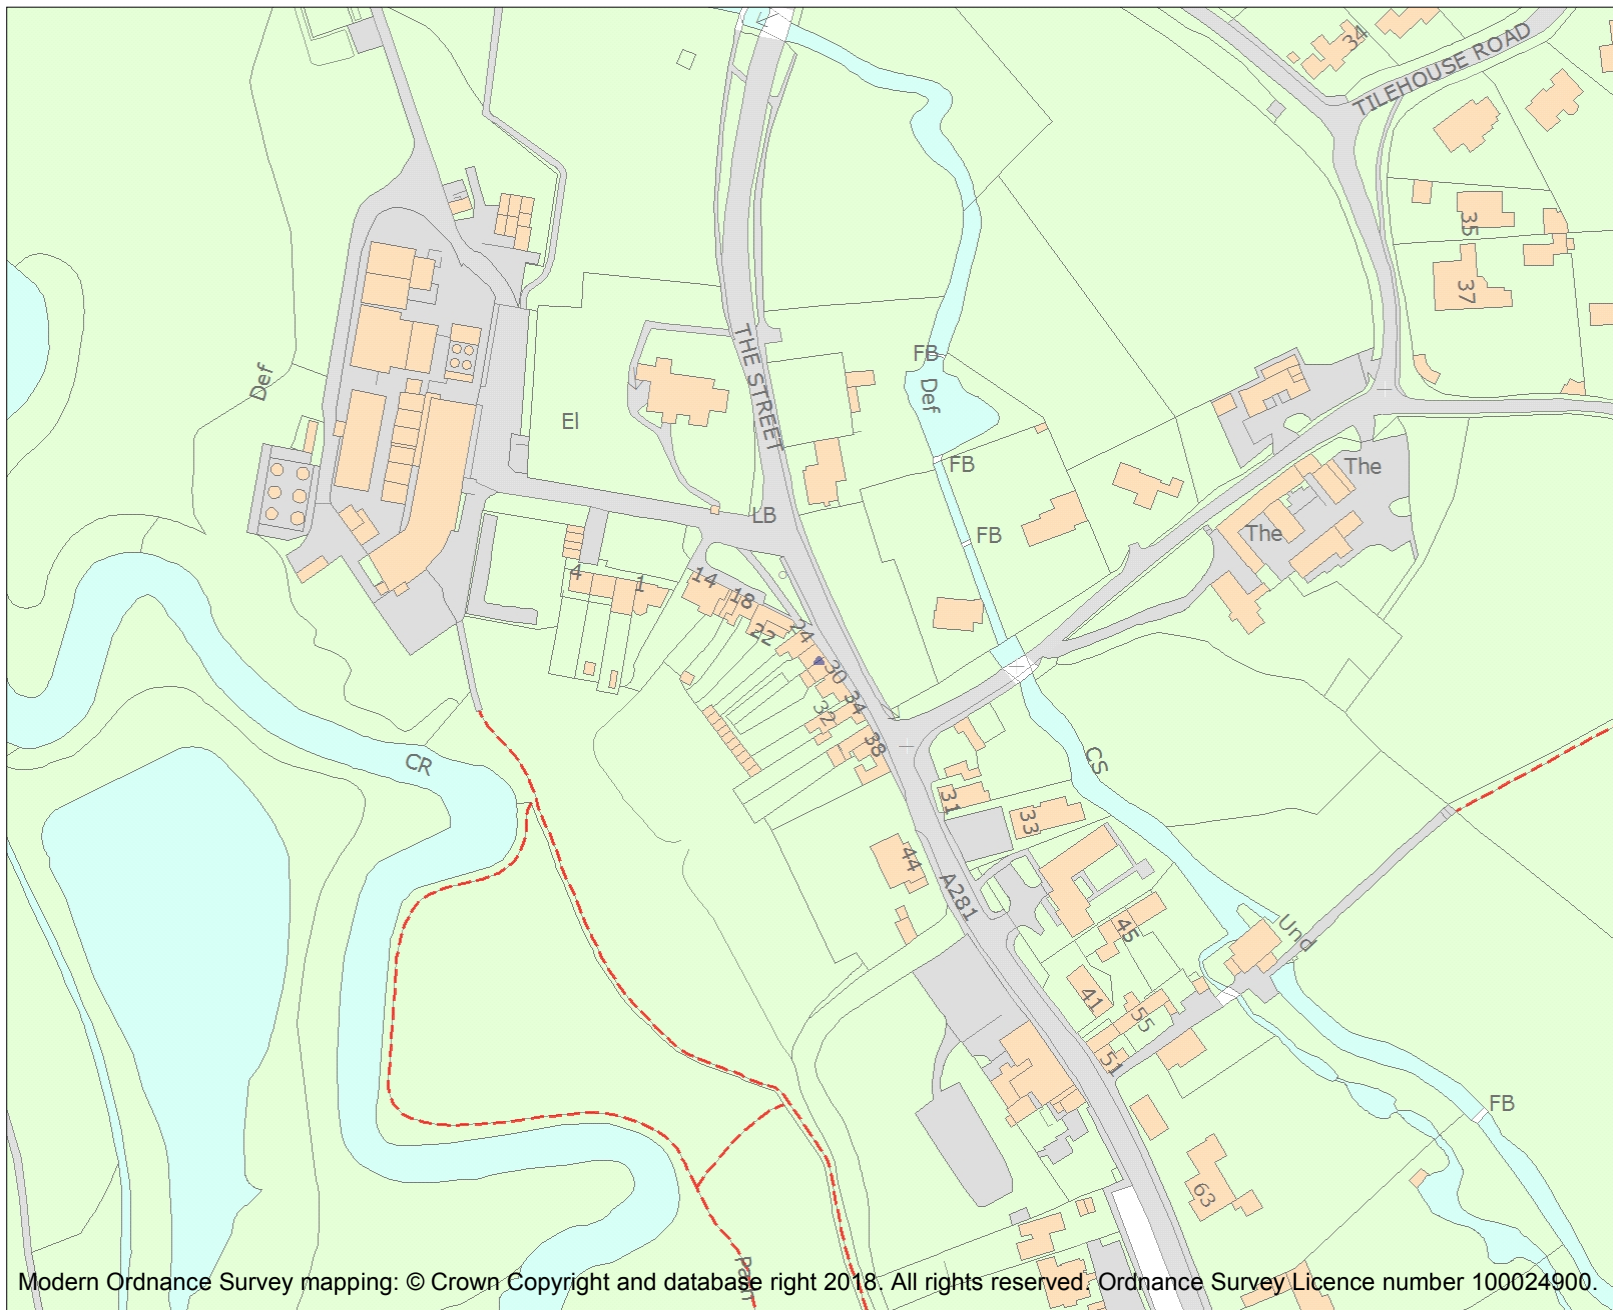 34
TILEHOUSE ROAD
35
37
THE STREET
FB
Def
Def
El
FB
The
LB
FB
The
4
1
14
18
22
24
30
34
32
38
CR
CS
31
33
44
A281
45
Und
41
55
51
FB
63
Path
Modern Ordnance Survey mapping: © Crown Copyright and database right 2018. All rights reserved. Ordnance Survey Licence number 100024900.